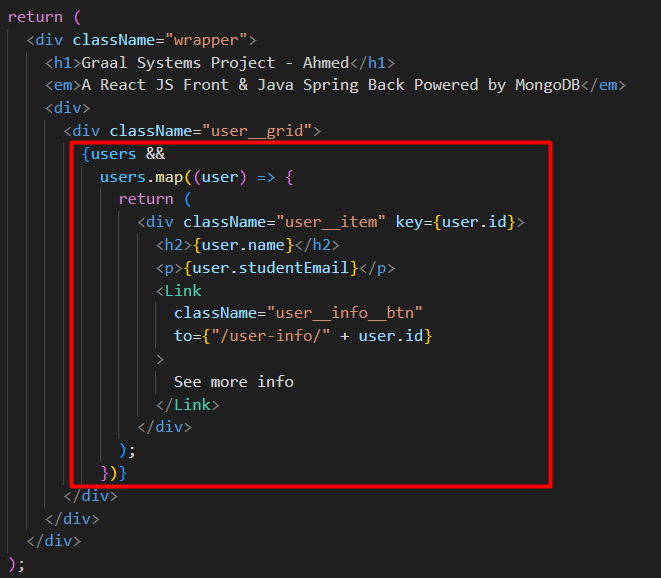 return (
<div className="wrapper">
<h1>Graal Systems Project - Ahmed</h1>
<em>A React JS Front & Java Spring Back Powered by MongoDB</em>
<div>
<div className="user__grid">
{users &&
users.map((user) => {
return (
<div className="user__item" key={user.id}>
<h2>{user.name}</h2>
<p>{user.studentEmail}</p>
<Link
className="user__info__btn"
to={"/user-info/" + user.id}
>
See more info
</Link>
</div>
);
})}
</div>
</div>
</div>
);